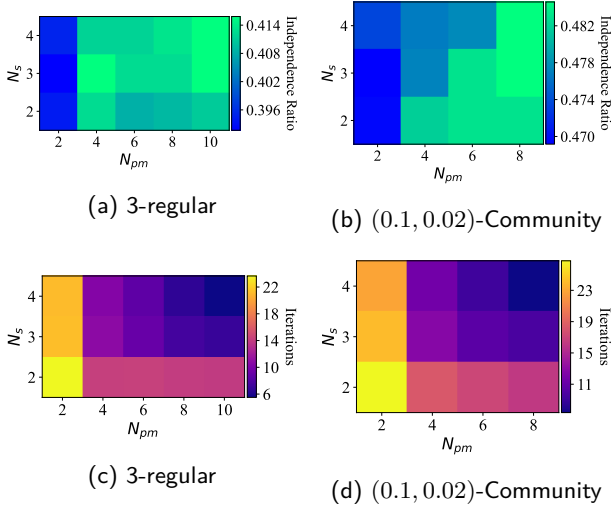 4
3
2
N_s
2 4 6 8 10
N_pm
0.414
0.408
0.402
0.396
Independence Ratio
(a) 3-regular
4
3
2
N_s
2 4 6 8
N_pm
0.482
0.478
0.474
0.470
Independence Ratio
(b) (0.1, 0.02)-Community
4
3
2
N_s
2 4 6 8 10
N_pm
22
18
14
10
6
Iterations
(c) 3-regular
4
3
2
N_s
2 4 6 8
N_pm
23
19
15
11
Iterations
(d) (0.1, 0.02)-Community